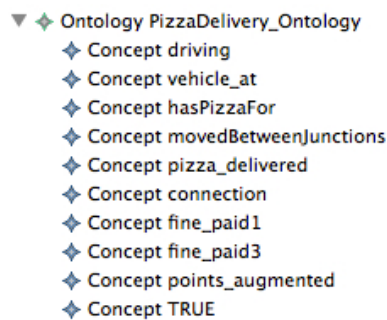 Ontology PizzaDelivery_Ontology
Concept driving
Concept vehicle_at
Concept hasPizzaFor
Concept movedBetweenJunctions
Concept pizza_delivered
Concept connection
Concept fine_paid1
Concept fine_paid3
Concept points_augmented
Concept TRUE